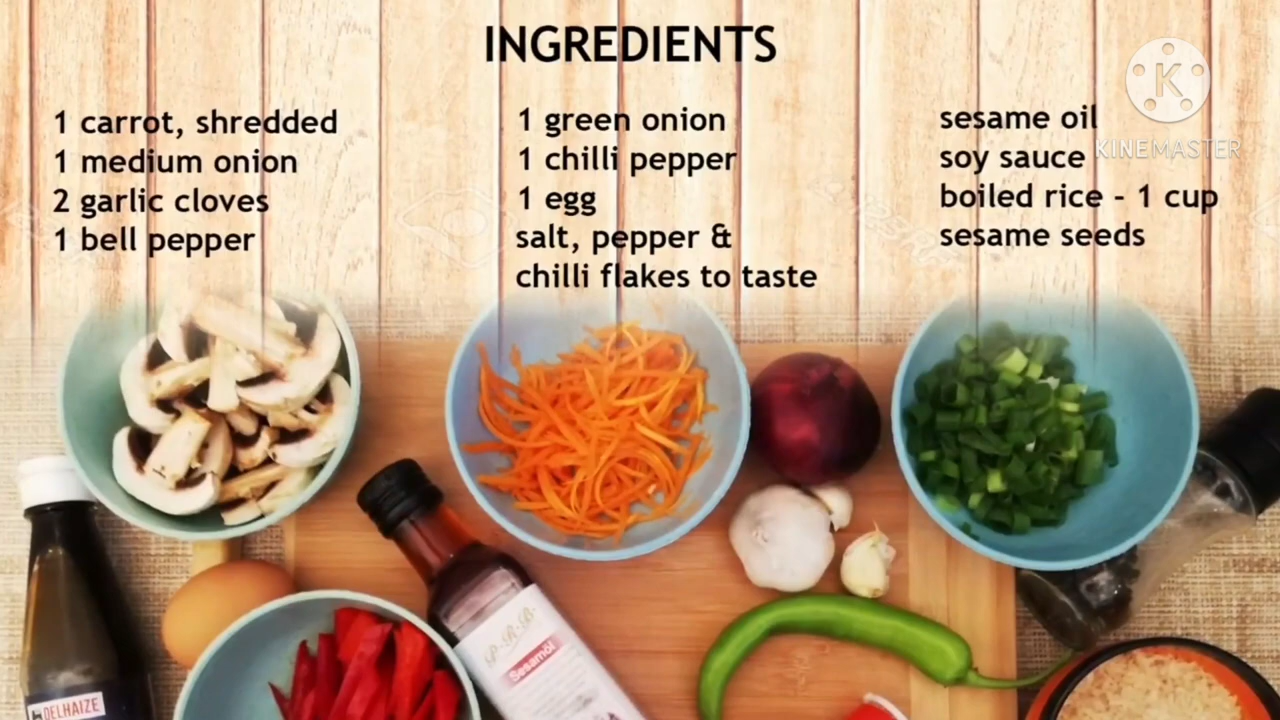 INGREDIENTS
1 carrot, shredded
1 medium onion
2 garlic cloves
1 bell pepper
1 green onion
1 chilli pepper
1 egg
salt, pepper &
chilli flakes to taste
sesame oil
soy sauce
boiled rice - 1 cup
sesame seeds
K
KINEMASTER
P.R.B.
Sesamöl
DELHAIZE